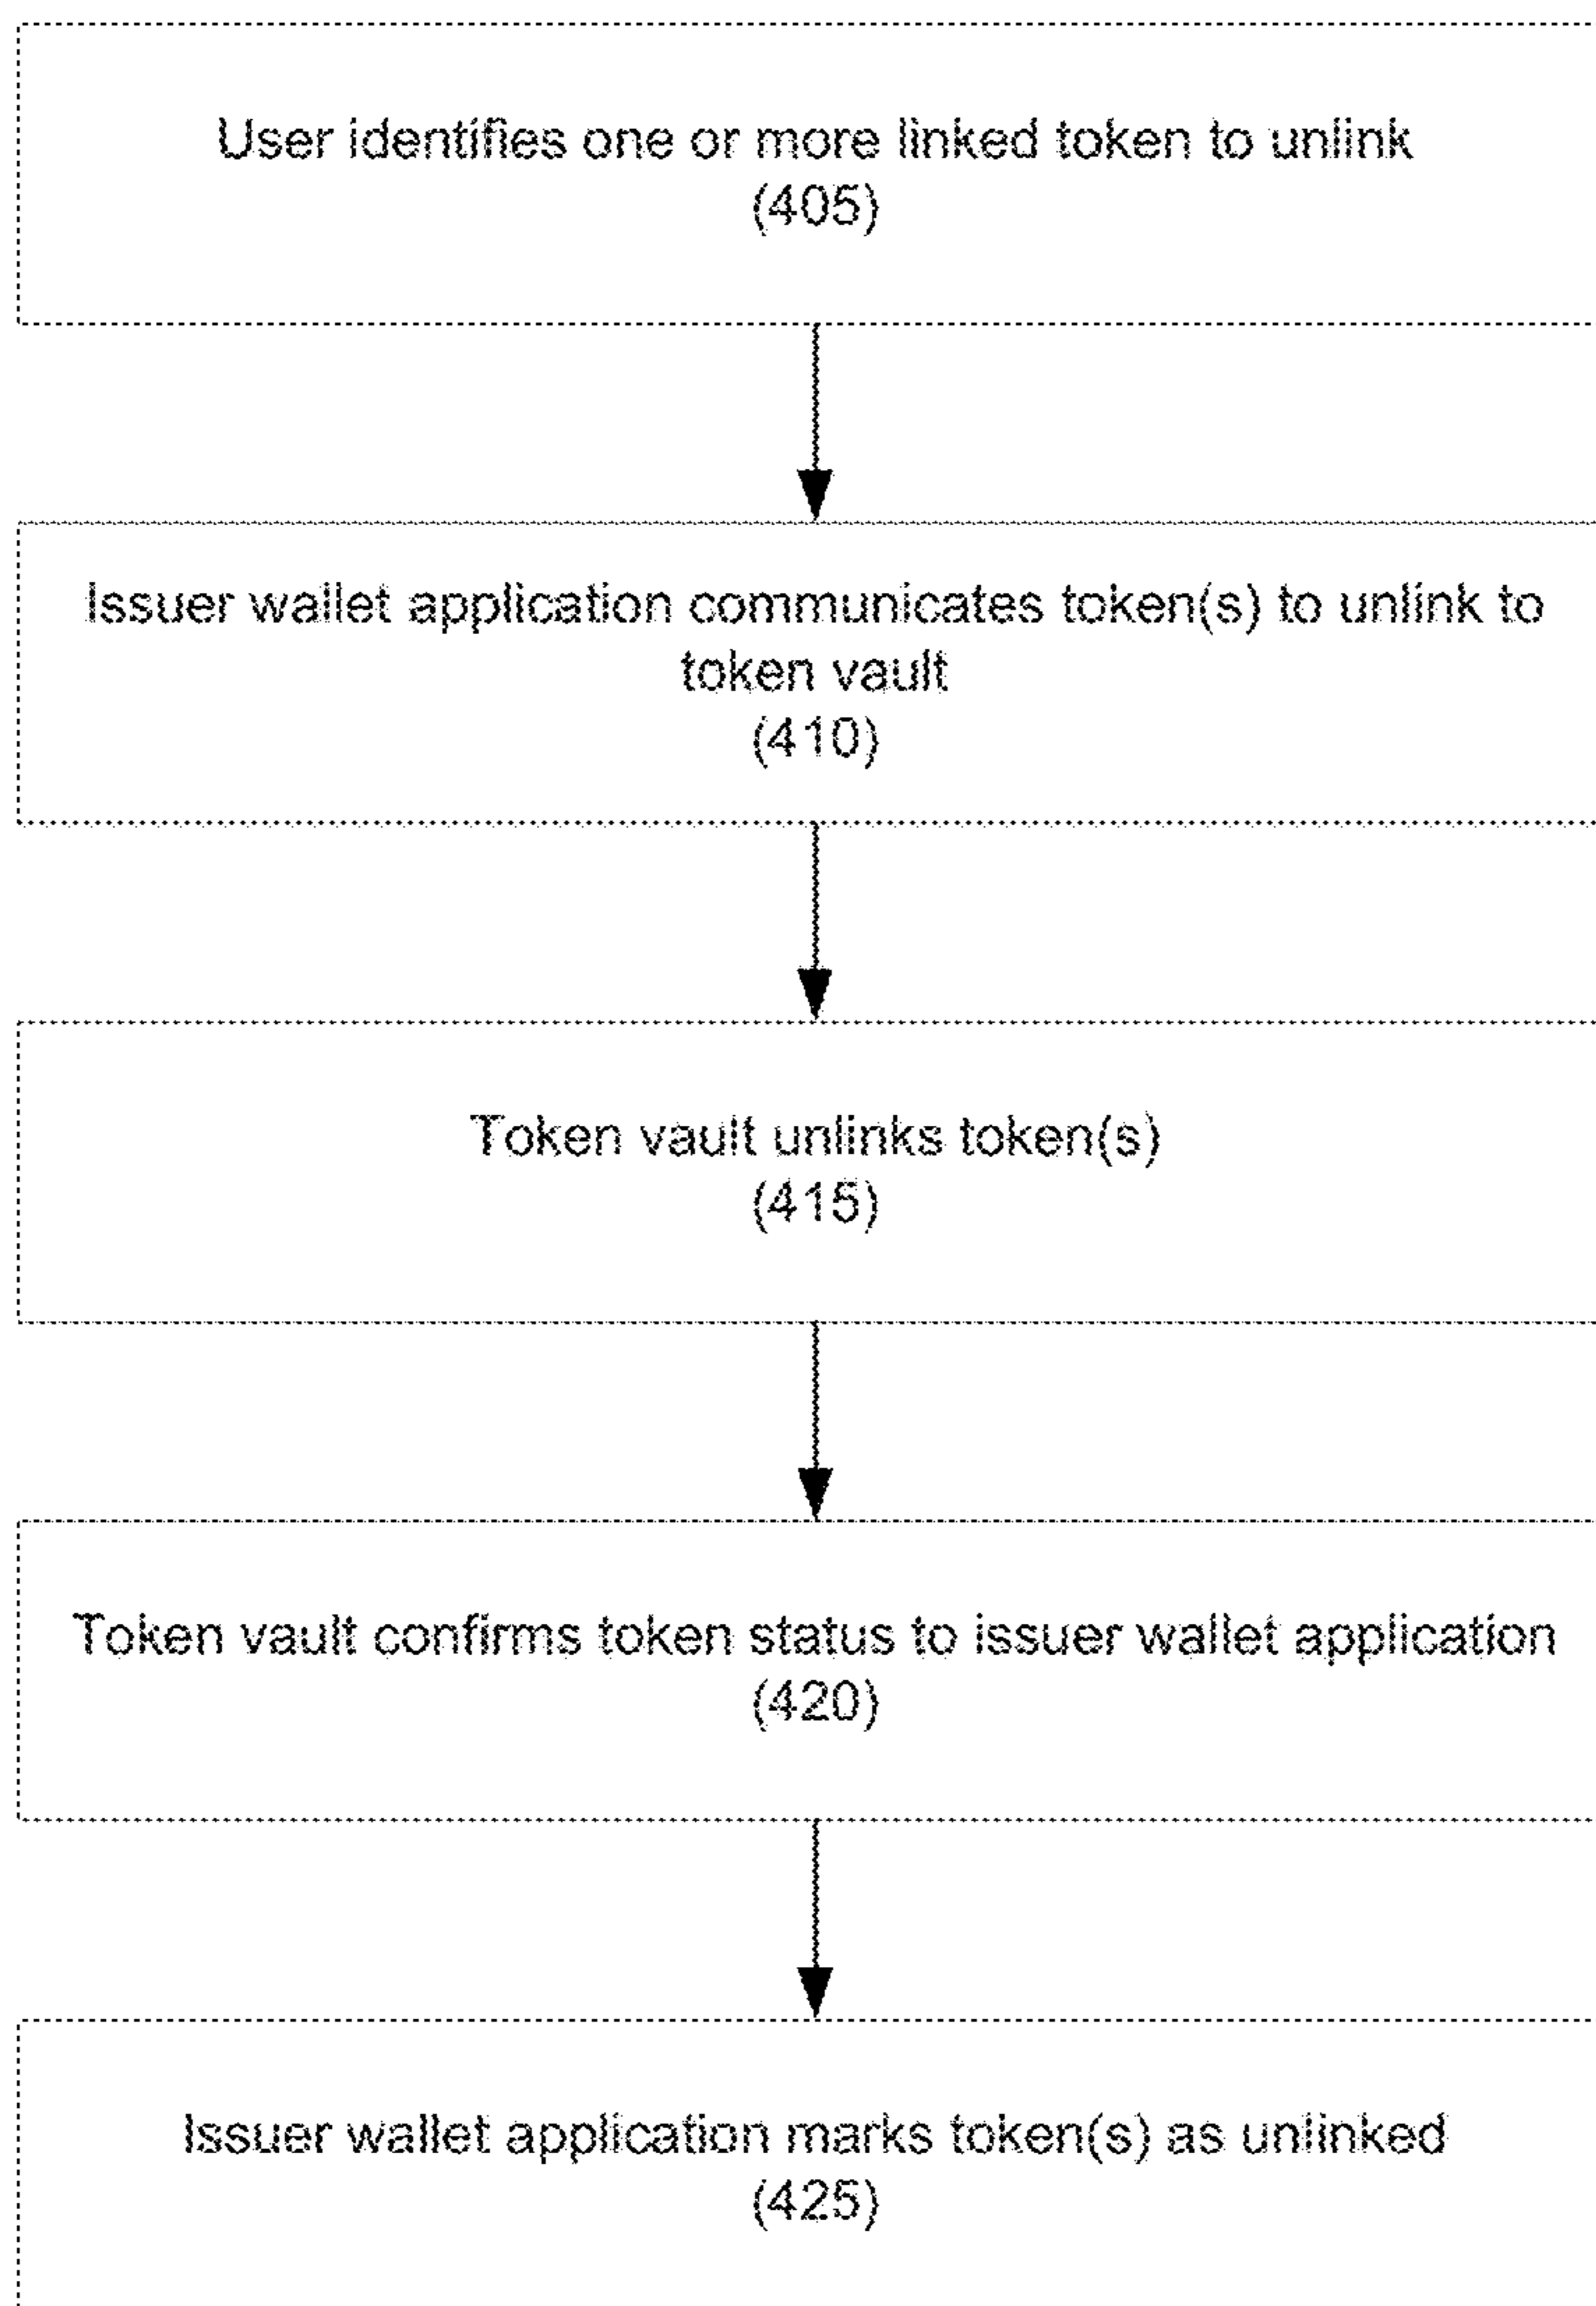 User identifies one or more linked token to unlink
(405)
Issuer wallet application communicates token(s) to unlink to
token vault
(410)
Token vault unlinks token(s)
(415)
Token vault confirms token status to issuer wallet application
(420)
Issuer wallet application marks token(s) as unlinked
(425)